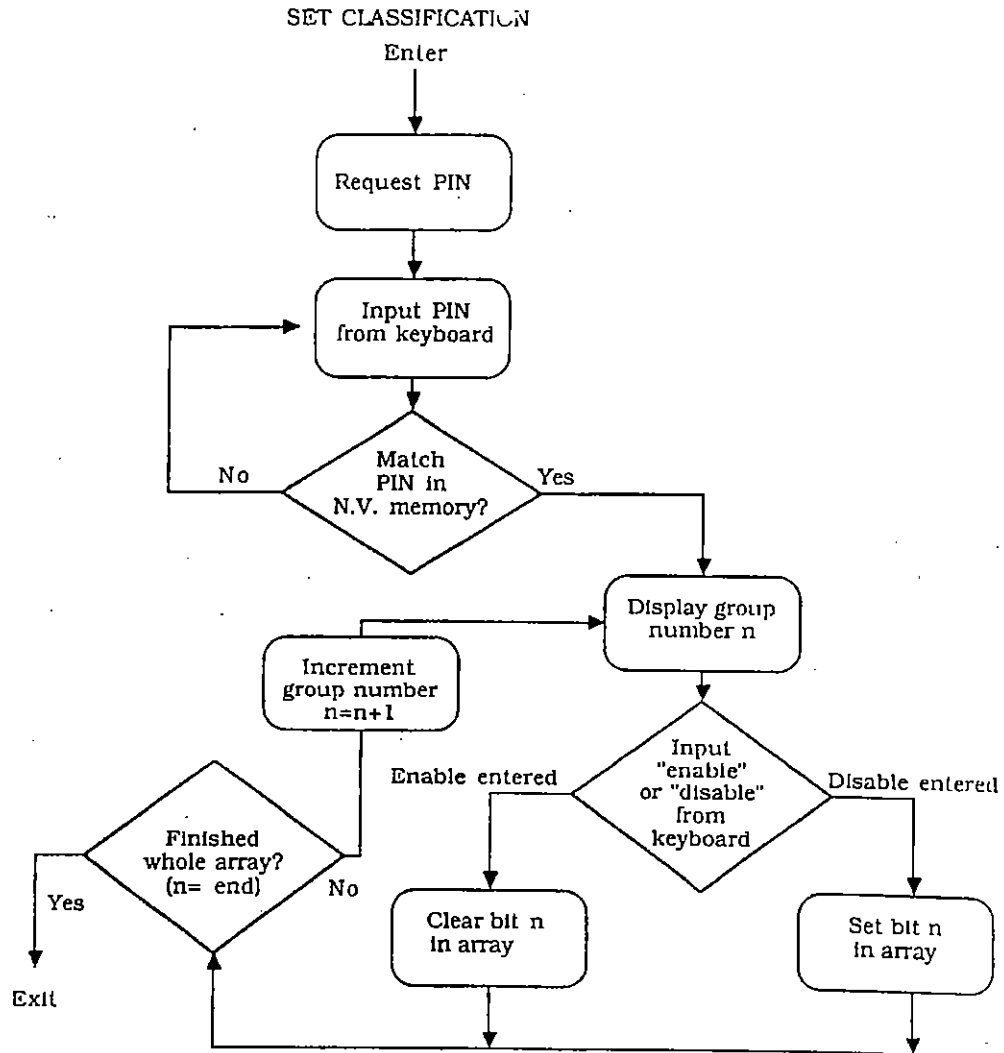 SET CLASSIFICATION
Enter
Request PIN
Input PIN
from keyboard
Match
PIN in
N.V. memory?
No
Yes
Display group
number n
Increment
group number
n=n+1
Input
"enable"
or "disable"
from
keyboard
Enable entered
Disable entered
Finished
whole array?
(n= end)
No
Yes
Clear bit n
in array
Set bit n
in array
Exit